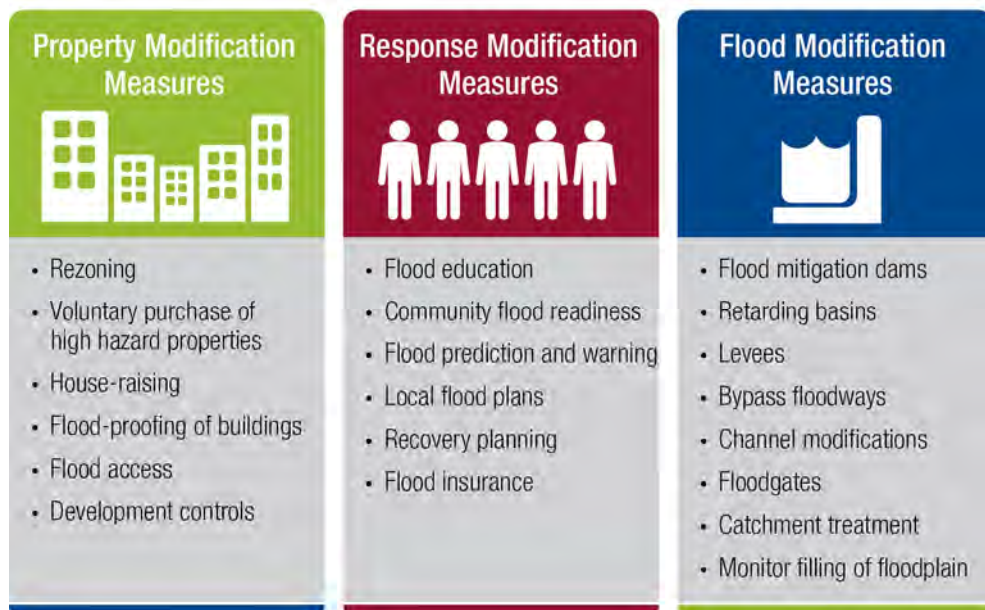 Property Modification
Measures
• Rezoning
• Voluntary purchase of
high hazard properties
• House-raising
• Flood-proofing of buildings
• Flood access
• Development controls
Response Modification
Measures
• Flood education
• Community flood readiness
• Flood prediction and warning
• Local flood plans
• Recovery planning
• Flood insurance
Flood Modification
Measures
• Flood mitigation dams
• Retarding basins
• Levees
• Bypass floodways
• Channel modifications
• Floodgates
• Catchment treatment
• Monitor filling of floodplain